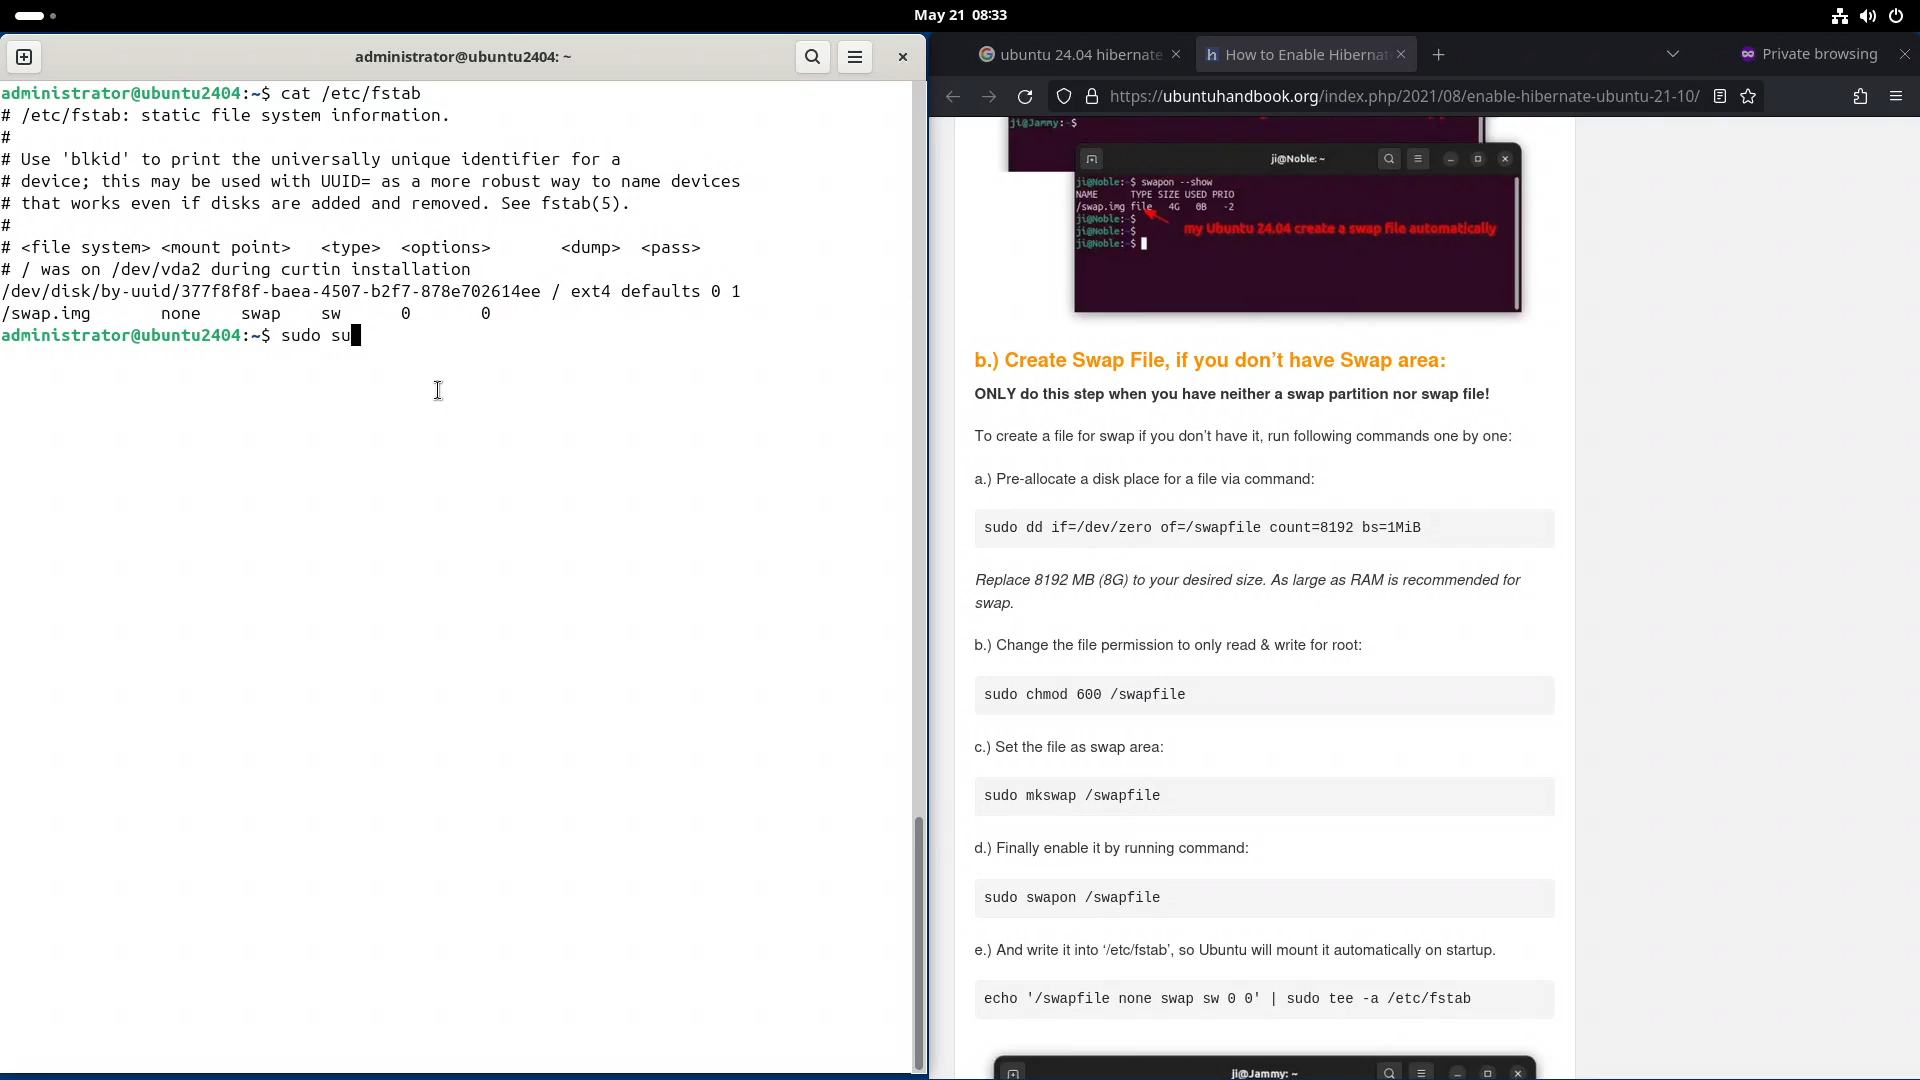 May 21 08:33
administrator@ubuntu2404: ~
administrator@ubuntu2404:~$ cat /etc/fstab
# /etc/fstab: static file system information.
#
# Use 'blkid' to print the universally unique identifier for a
# device; this may be used with UUID= as a more robust way to name devices
# that works even if disks are added and removed. See fstab(5).
#
# <file system> <mount point>   <type>  <options>       <dump>  <pass>
# / was on /dev/vda2 during curtin installation
/dev/disk/by-uuid/377f8f8f-baea-4507-b2f7-878e702614ee / ext4 defaults 0 1
/swap.img       none    swap    sw      0       0
administrator@ubuntu2404:~$ sudo su
ubuntu 24.04 hibernate
How to Enable Hibernat
Private browsing
https://ubuntuhandbook.org/index.php/2021/08/enable-hibernate-ubuntu-21-10/
ji@Jammy:~$
ji@Noble: ~
ji@Noble:~$ swapon --show
NAME      TYPE SIZE USED PRIO
/swap.img file   4G   0B   -2
ji@Noble:~$
ji@Noble:~$
ji@Noble:~$
my Ubuntu 24.04 create a swap file automatically
b.) Create Swap File, if you don’t have Swap area:
ONLY do this step when you have neither a swap partition nor swap file!
To create a file for swap if you don’t have it, run following commands one by one:
a.) Pre-allocate a disk place for a file via command:
sudo dd if=/dev/zero of=/swapfile count=8192 bs=1MiB
Replace 8192 MB (8G) to your desired size. As large as RAM is recommended for
swap.
b.) Change the file permission to only read & write for root:
sudo chmod 600 /swapfile
c.) Set the file as swap area:
sudo mkswap /swapfile
d.) Finally enable it by running command:
sudo swapon /swapfile
e.) And write it into ‘/etc/fstab’, so Ubuntu will mount it automatically on startup.
echo '/swapfile none swap sw 0 0' | sudo tee -a /etc/fstab
ji@Jammy: ~